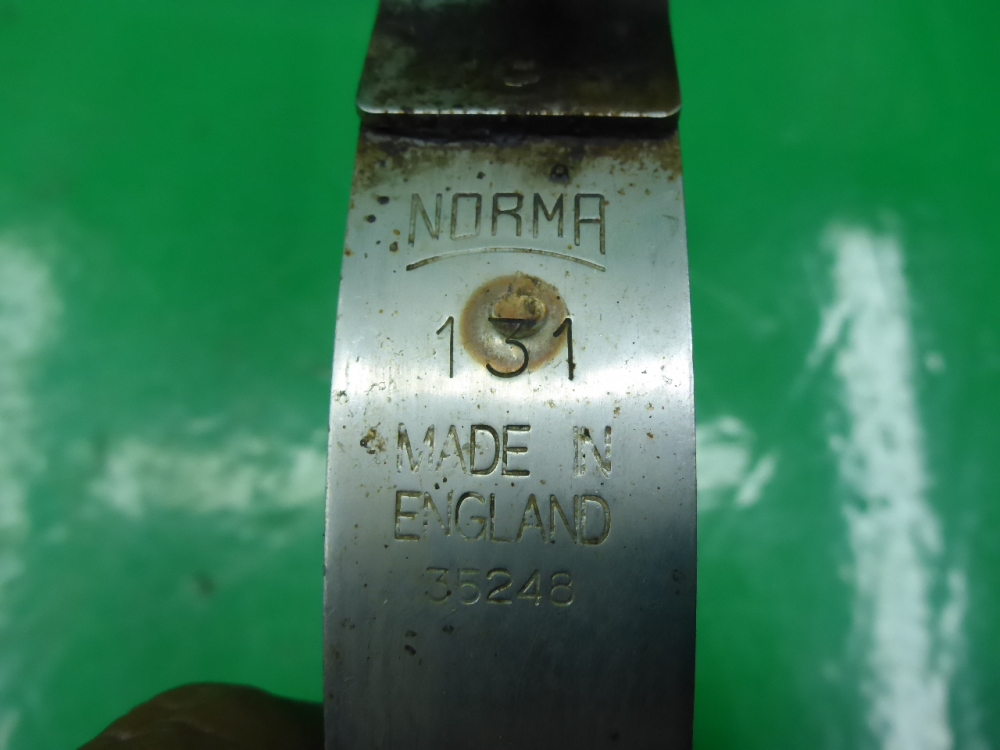 NORMA
131
MADE IN
ENGLAND
35248